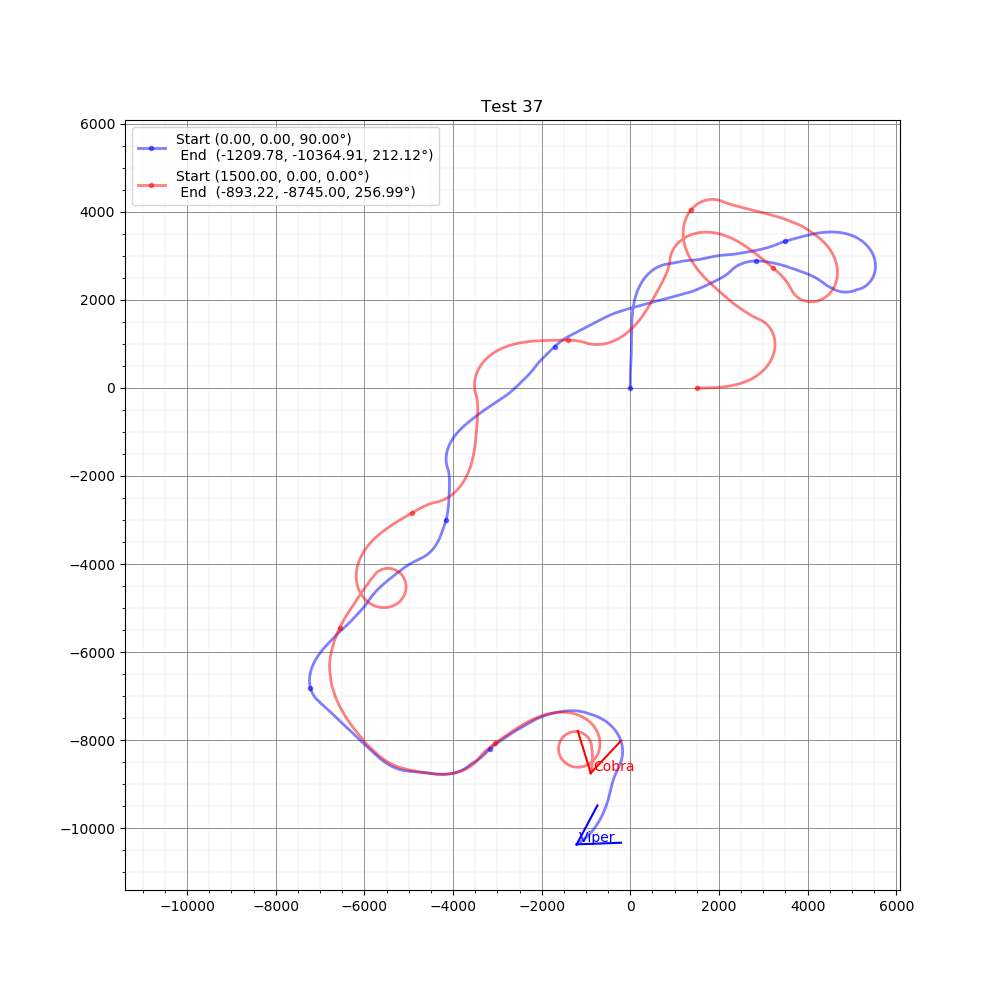 Test 37
Start (0.00, 0.00, 90.00°)
End (-1209.78, -10364.91, 212.12°)
Start (1500.00, 0.00, 0.00°)
End (-893.22, -8745.00, 256.99°)
6000
4000
2000
0
−2000
−4000
−6000
−8000
−10000
Cobra
Viper
−10000 −8000 −6000 −4000 −2000 0 2000 4000 6000